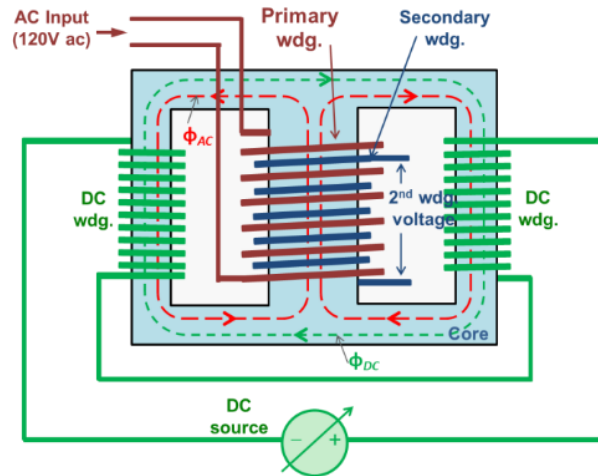 AC Input
(120V ac)
Primary
wdg.
Secondary
wdg.
ϕAC
DC
wdg.
2nd wdg.
voltage
DC
wdg.
Core
ϕDC
DC
source
− +